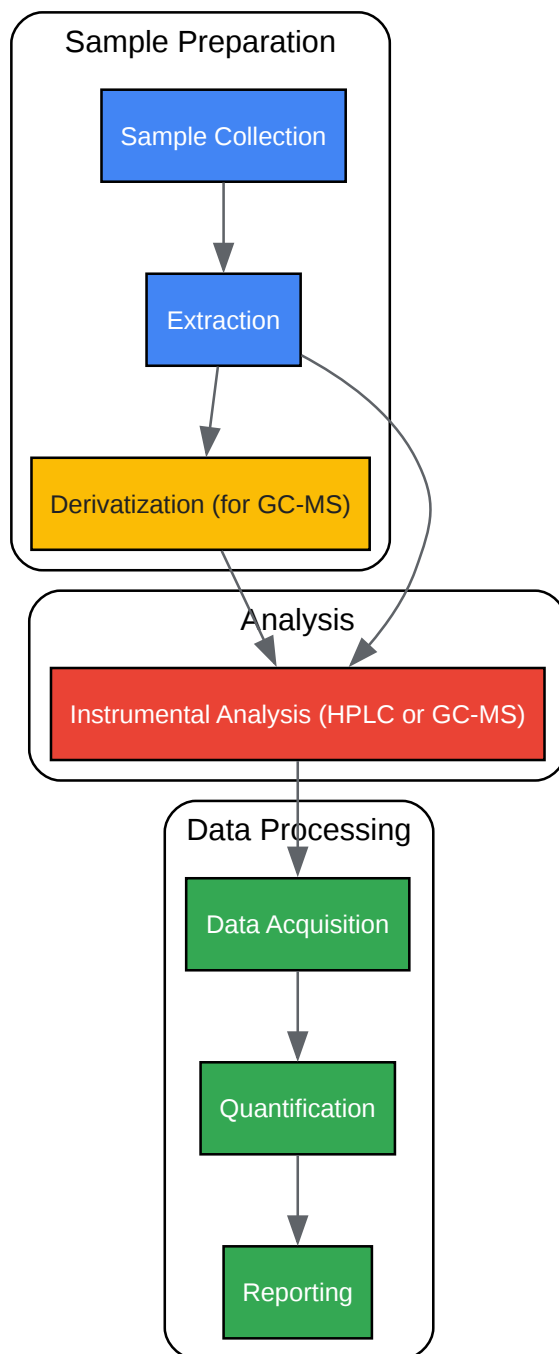 Sample Preparation
Sample Collection
Extraction
Derivatization (for GC-MS)
Analysis
Instrumental Analysis (HPLC or GC-MS)
Data Processing
Data Acquisition
Quantification
Reporting